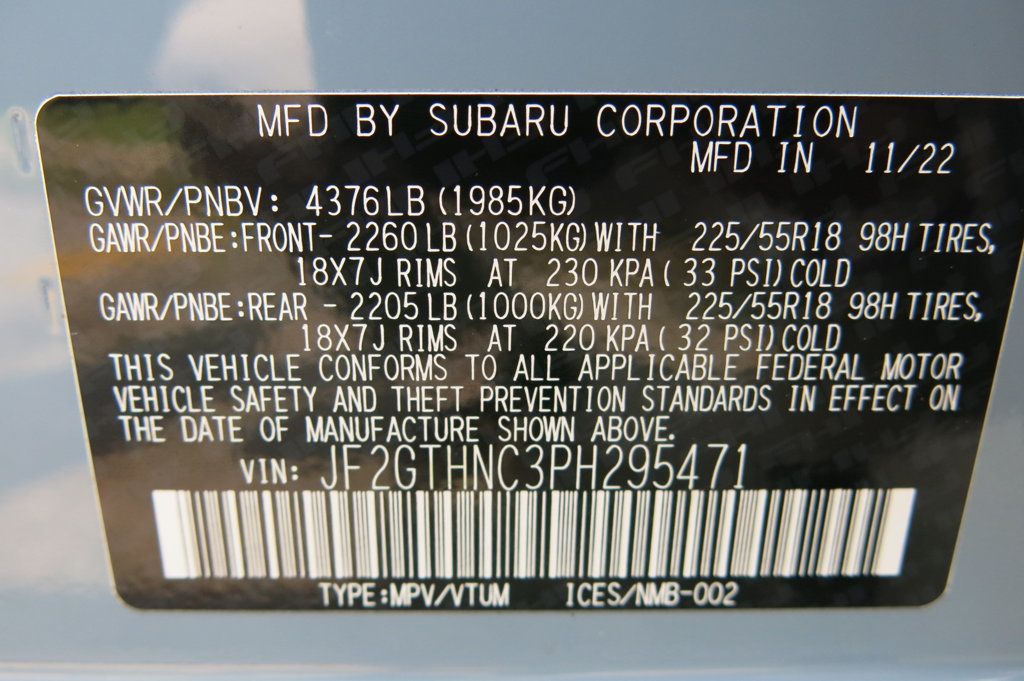 MFD BY SUBARU CORPORATION
MFD IN 11/22
GVWR/PNBV: 4376LB (1985KG)
GAWR/PNBE:FRONT- 2260 LB (1025KG) WITH 225/55R18 98H TIRES,
18X7J RIMS AT 230 KPA ( 33 PSI) COLD
GAWR/PNBE:REAR - 2205 LB (1000KG) WITH 225/55R18 98H TIRES,
18X7J RIMS AT 220 KPA ( 32 PSI) COLD
THIS VEHICLE CONFORMS TO ALL APPLICABLE FEDERAL MOTOR
VEHICLE SAFETY AND THEFT PREVENTION STANDARDS IN EFFECT ON
THE DATE OF MANUFACTURE SHOWN ABOVE.
VIN: JF2GTHNC3PH295471
TYPE:MPV/VTUM ICES/NMB-002